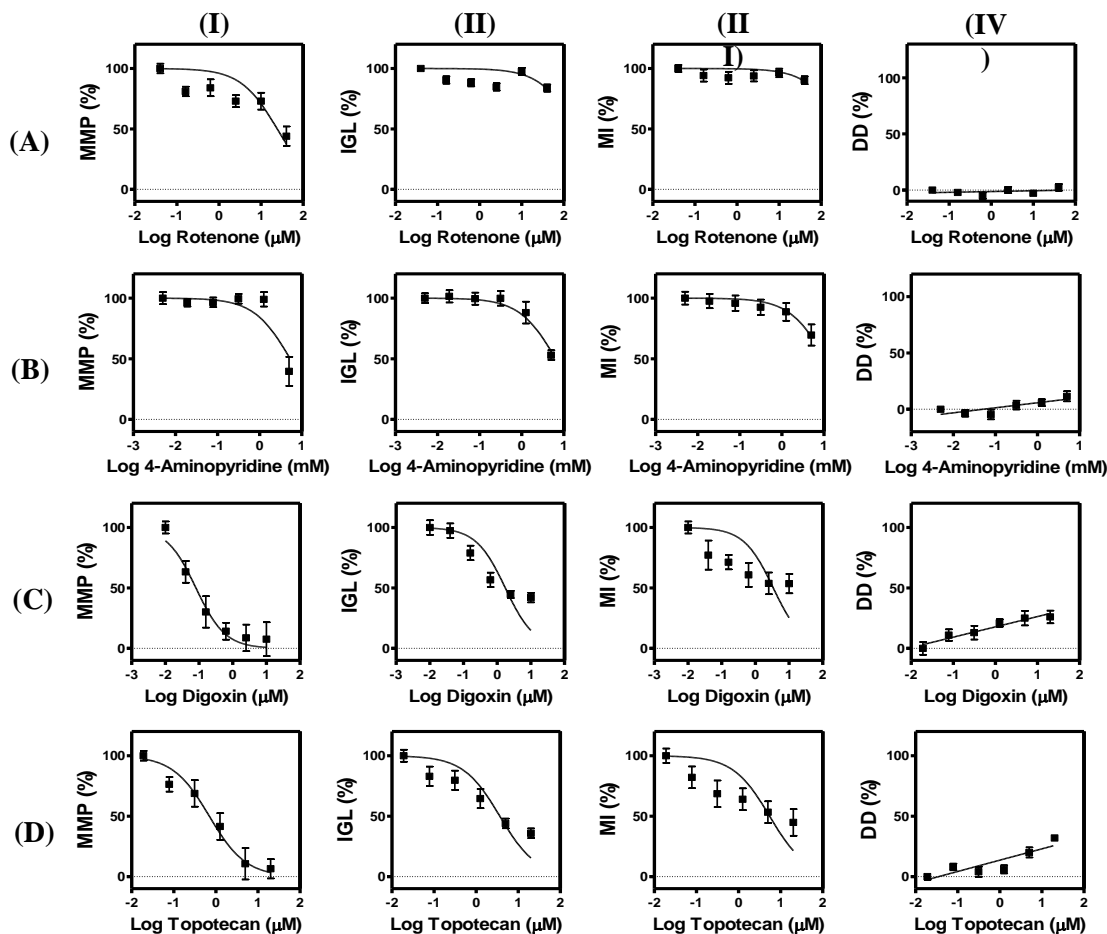 (I) (II) (II I) (IV )
(A)
MMP (%)
100
50
0
-2 -1 0 1 2
Log Rotenone (µM)
IGL (%)
100
50
0
-2 -1 0 1 2
Log Rotenone (µM)
MI (%)
100
50
0
-2 -1 0 1 2
Log Rotenone (µM)
DD (%)
100
50
0
-2 -1 0 1 2
Log Rotenone (µM)
(B)
MMP (%)
100
50
0
-3 -2 -1 0 1
Log 4-Aminopyridine (mM)
IGL (%)
100
50
0
-3 -2 -1 0 1
Log 4-Aminopyridine (mM)
MI (%)
100
50
0
-3 -2 -1 0 1
Log 4-Aminopyridine (mM)
DD (%)
100
50
0
-3 -2 -1 0 1
Log 4-Aminopyridine (mM)
(C)
MMP (%)
100
50
0
-3 -2 -1 0 1 2
Log Digoxin (µM)
IGL (%)
100
50
0
-3 -2 -1 0 1 2
Log Digoxin (µM)
MI (%)
100
50
0
-3 -2 -1 0 1 2
Log Digoxin (µM)
DD (%)
100
50
0
-2 -1 0 1 2
Log Digoxin (µM)
(D)
MMP (%)
100
50
0
-2 -1 0 1 2
Log Topotecan (µM)
IGL (%)
100
50
0
-2 -1 0 1 2
Log Topotecan (µM)
MI (%)
100
50
0
-2 -1 0 1 2
Log Topotecan (µM)
DD (%)
100
50
0
-2 -1 0 1 2
Log Topotecan (µM)